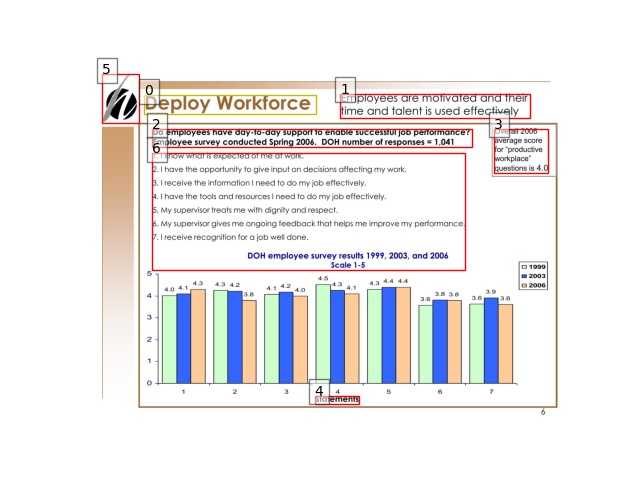 5
0
1
Deploy Workforce
Employees are motivated and their
time and talent is used effectively
2
3
Do employees have day-to-day support to enable successful job performance?
Employee survey conducted Spring 2006. DOH number of responses = 1,041
Overall 2006
average score
for "productive
workplace"
questions is 4.0
6
1. I know what is expected of me at work.
2. I have the opportunity to give input on decisions affecting my work.
3. I receive the information I need to do my job effectively.
4. I have the tools and resources I need to do my job effectively.
5. My supervisor treats me with dignity and respect.
6. My supervisor gives me ongoing feedback that helps me improve my performance.
7. I receive recognition for a job well done.
DOH employee survey results 1999, 2003, and 2006
Scale 1-5
1999
2003
2006
5
4
3
2
1
0
4.0 4.1 4.3
4.3 4.2 3.8
4.1 4.2 4.0
4.5 4.3 4.1
4.3 4.4 4.4
3.6 3.8 3.8
3.6 3.9 3.6
1 2 3 4 5 6 7
4
Statements
6